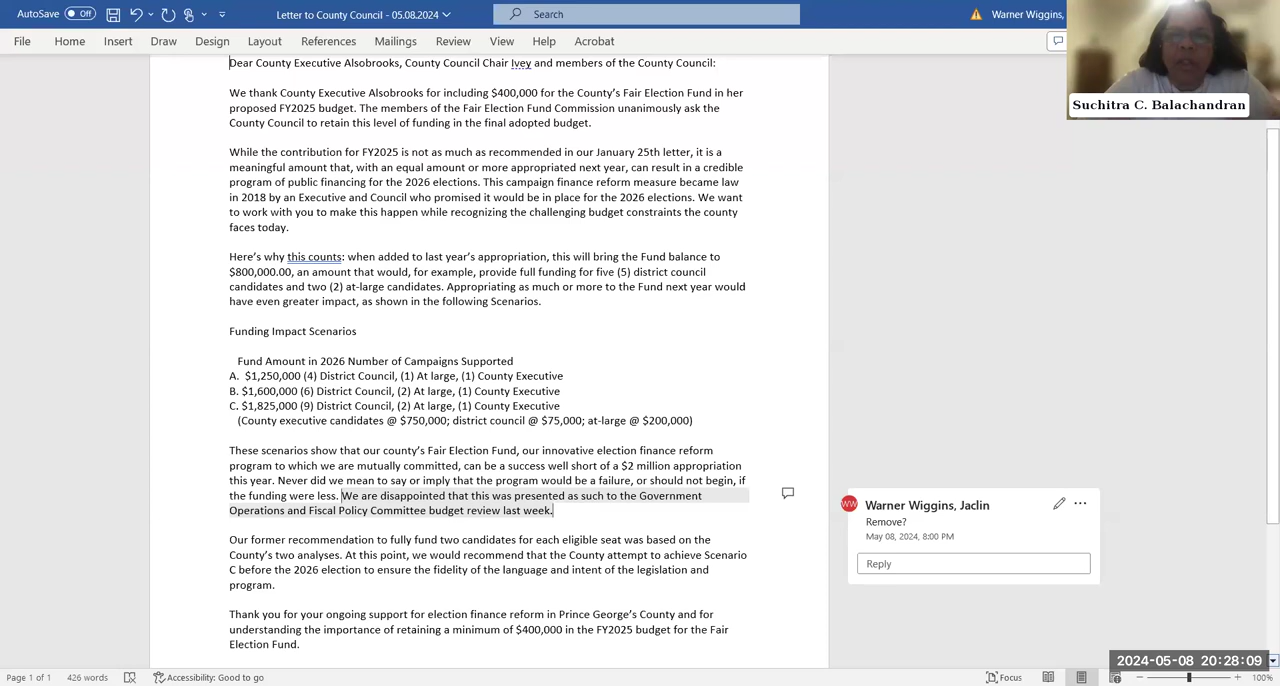 AutoSave Off Letter to County Council - 05.08.2024 Search Warner Wiggins,
File Home Insert Draw Design Layout References Mailings Review View Help Acrobat
Suchitra C. Balachandran
Dear County Executive Alsobrooks, County Council Chair Ivey and members of the County Council:
We thank County Executive Alsobrooks for including $400,000 for the County's Fair Election Fund in her
proposed FY2025 budget. The members of the Fair Election Fund Commission unanimously ask the
County Council to retain this level of funding in the final adopted budget.
While the contribution for FY2025 is not as much as recommended in our January 25th letter, it is a
meaningful amount that, with an equal amount or more appropriated next year, can result in a credible
program of public financing for the 2026 elections. This campaign finance reform measure became law
in 2018 by an Executive and Council who promised it would be in place for the 2026 elections. We want
to work with you to make this happen while recognizing the challenging budget constraints the county
faces today.
Here's why this counts: when added to last year's appropriation, this will bring the Fund balance to
$800,000.00, an amount that would, for example, provide full funding for five (5) district council
candidates and two (2) at-large candidates. Appropriating as much or more to the Fund next year would
have even greater impact, as shown in the following Scenarios.
Funding Impact Scenarios
Fund Amount in 2026 Number of Campaigns Supported
A. $1,250,000 (4) District Council, (1) At large, (1) County Executive
B. $1,600,000 (6) District Council, (2) At large, (1) County Executive
C. $1,825,000 (9) District Council, (2) At large, (1) County Executive
(County executive candidates @ $750,000; district council @ $75,000; at-large @ $200,000)
These scenarios show that our county's Fair Election Fund, our innovative election finance reform
program to which we are mutually committed, can be a success well short of a $2 million appropriation
this year. Never did we mean to say or imply that the program would be a failure, or should not begin, if
the funding were less. We are disappointed that this was presented as such to the Government
Operations and Fiscal Policy Committee budget review last week.
Our former recommendation to fully fund two candidates for each eligible seat was based on the
County's two analyses. At this point, we would recommend that the County attempt to achieve Scenario
C before the 2026 election to ensure the fidelity of the language and intent of the legislation and
program.
Thank you for your ongoing support for election finance reform in Prince George's County and for
understanding the importance of retaining a minimum of $400,000 in the FY2025 budget for the Fair
Election Fund.
WW Warner Wiggins, Jaclin
Remove?
May 08, 2024, 8:00 PM
Reply
2024-05-08 20:28:09
Page 1 of 1 426 words Accessibility: Good to go Focus 100%